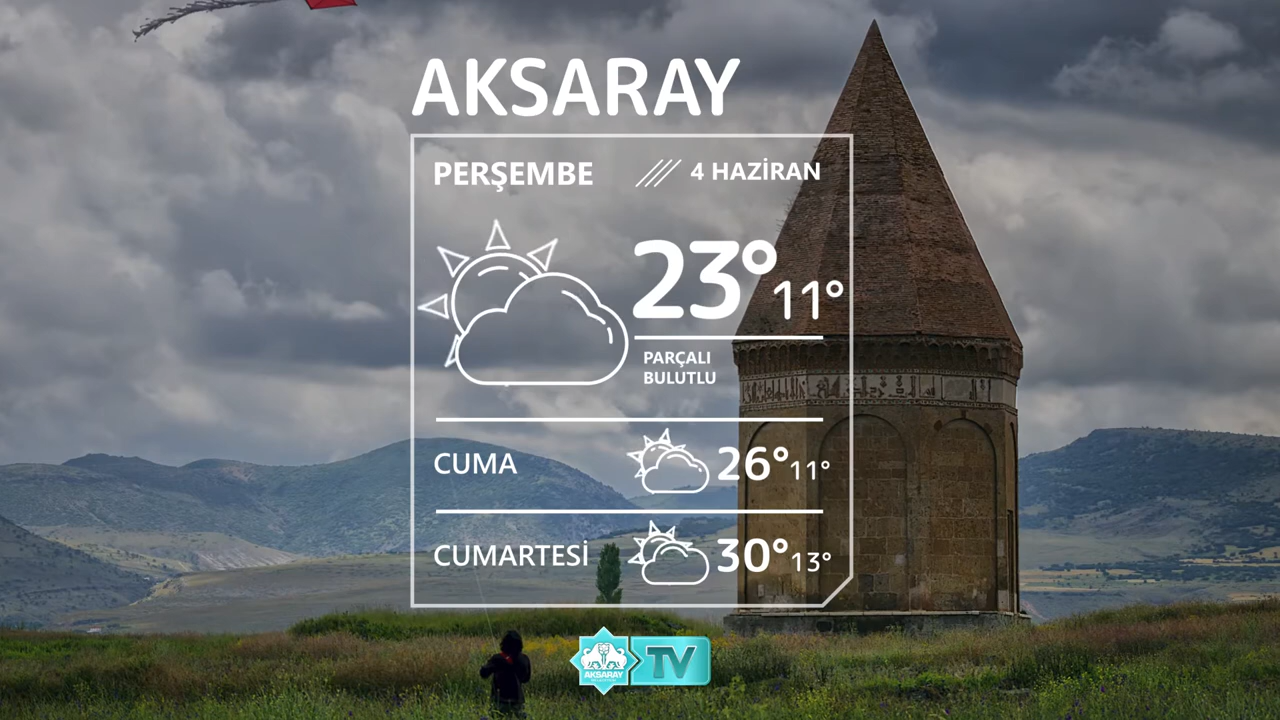 AKSARAY
PERŞEMBE
4 HAZİRAN
23° 11°
PARÇALI
BULUTLU
CUMA
26° 11°
CUMARTESİ
30° 13°
AKSARAY
TV